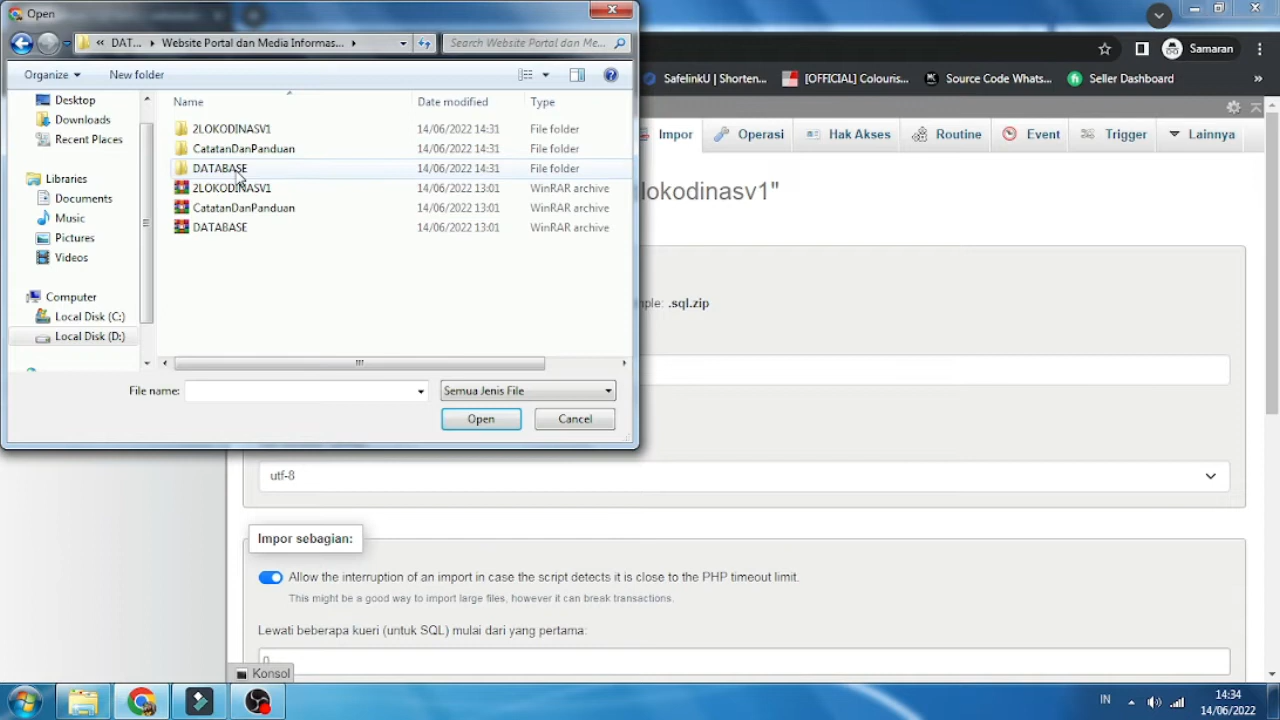 Open
« DAT... ▸ Website Portal dan Media Informas... ▸
Search Website Portal dan Me...
Organize
New folder
Desktop
Downloads
Recent Places
Libraries
Documents
Music
Pictures
Videos
Computer
Local Disk (C:)
Local Disk (D:)
Name Date modified Type
2LOKODINASV1 14/06/2022 14:31 File folder
CatatanDanPanduan 14/06/2022 14:31 File folder
DATABASE 14/06/2022 14:31 File folder
2LOKODINASV1 14/06/2022 13:01 WinRAR archive
CatatanDanPanduan 14/06/2022 13:01 WinRAR archive
DATABASE 14/06/2022 13:01 WinRAR archive
File name:
Semua Jenis File
Open
Cancel
Samaran
SafelinkU | Shorten...
[OFFICIAL] Colouris...
Source Code Whats...
Seller Dashboard
»
Impor
Operasi
Hak Akses
Routine
Event
Trigger
Lainnya
lokodinasv1"
.sql.zip
utf-8
Impor sebagian:
Allow the interruption of an import in case the script detects it is close to the PHP timeout limit.
This might be a good way to import large files, however it can break transactions.
Lewati beberapa kueri (untuk SQL) mulai dari yang pertama:
Konsol
IN
14:34
14/06/2022